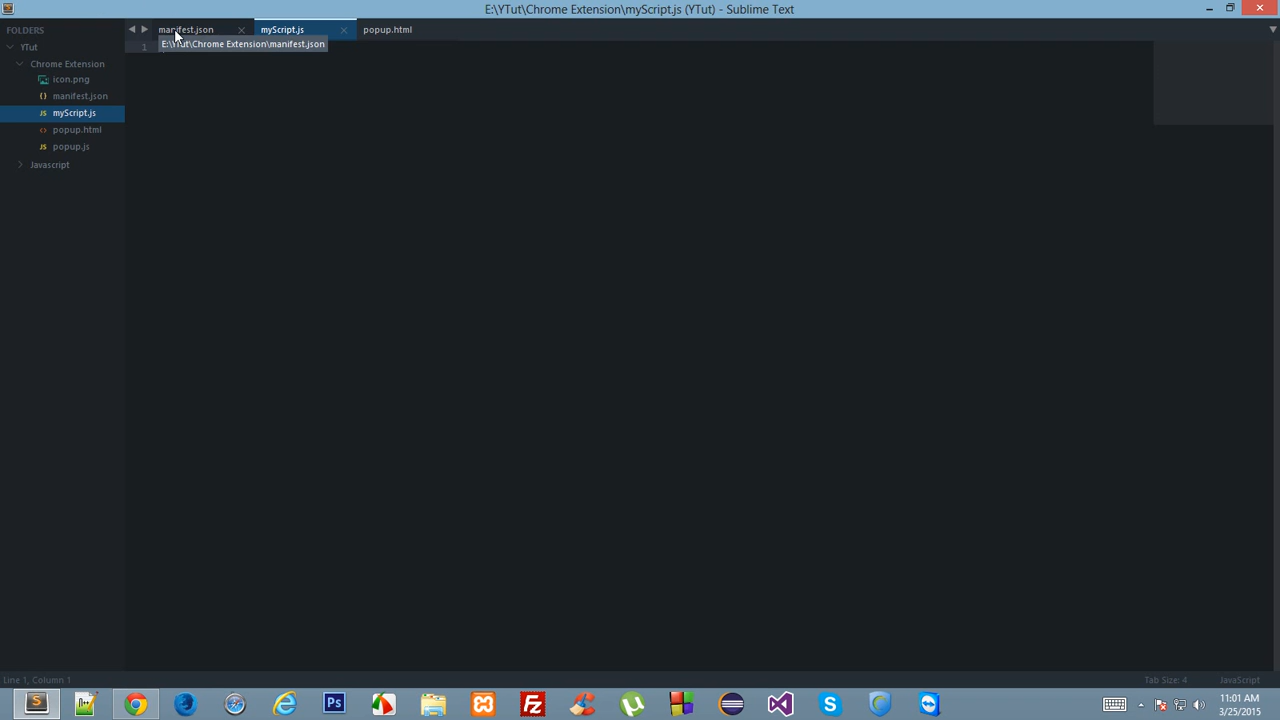 E:\YTut\Chrome Extension\myScript.js (YTut) - Sublime Text
FOLDERS
manifest.json
myScript.js
popup.html
E:\YTut\Chrome Extension\manifest.json
1
YTut
Chrome Extension
icon.png
manifest.json
myScript.js
popup.html
popup.js
Javascript
Line 1, Column 1
Tab Size: 4
JavaScript
11:01 AM
3/25/2015